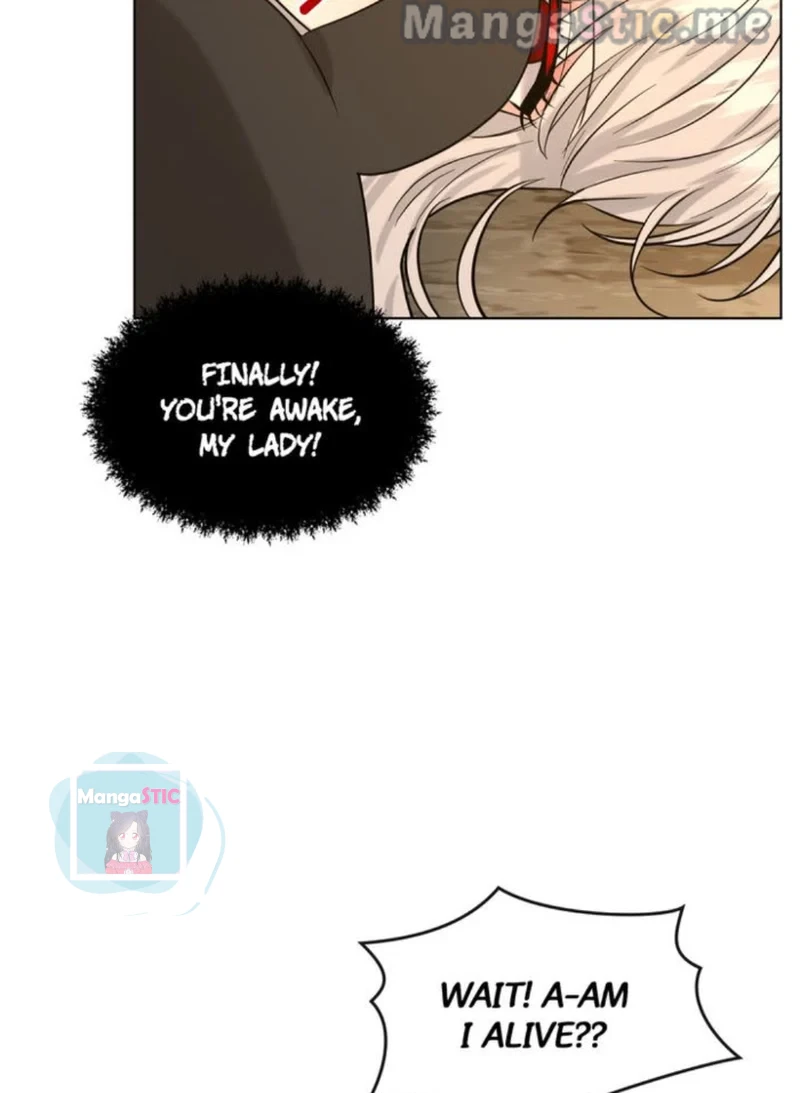 MangaStic.me
FINALLY!
YOU'RE AWAKE,
MY LADY!
MangaSTIC
WAIT! A-AM
I ALIVE??